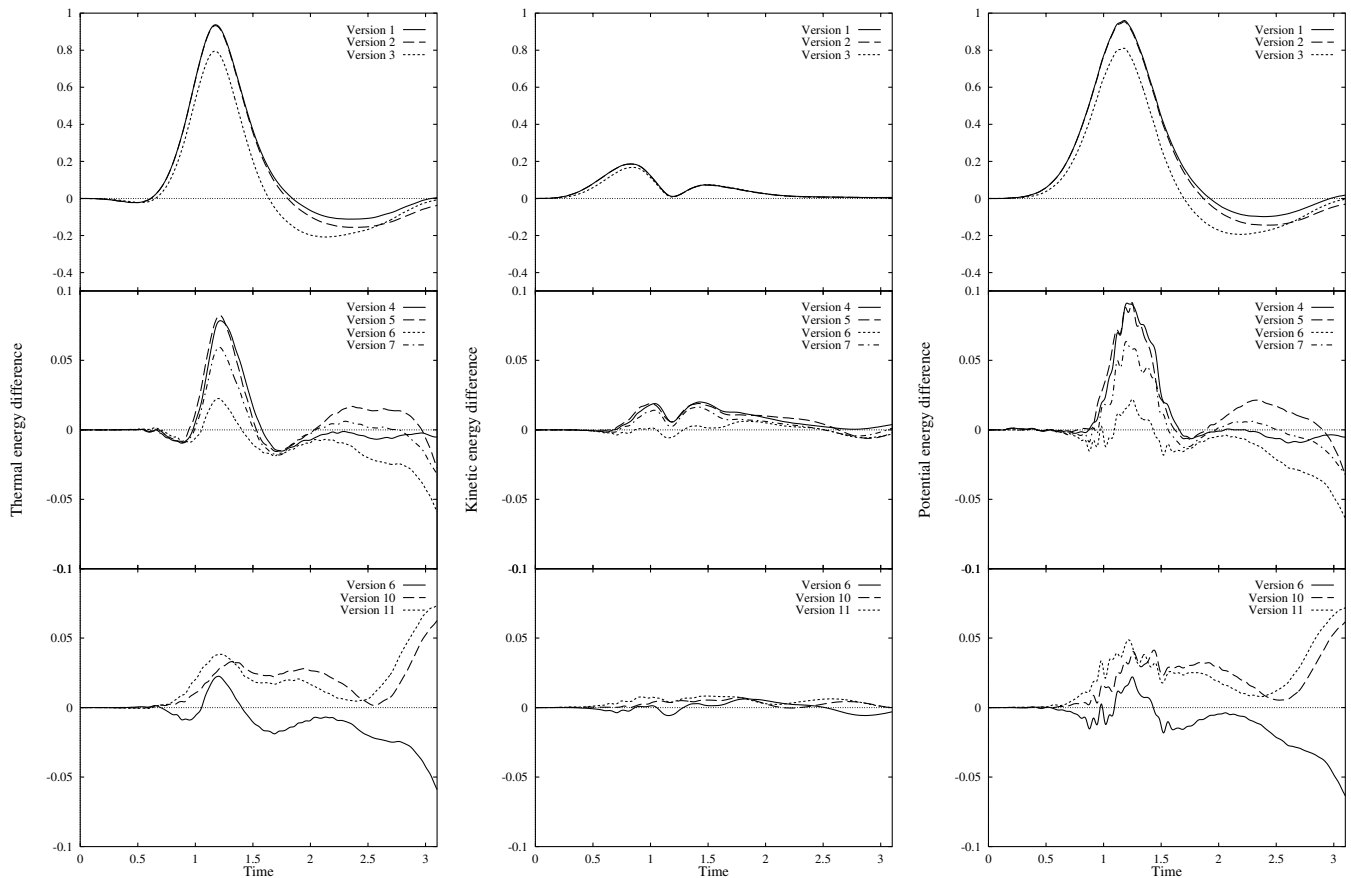 1
0.8
0.6
0.4
0.2
0
-0.2
-0.4
0.1
0.05
0
-0.05
-0.1
0.05
0
-0.05
-0.1
Thermal energy difference
Version 1
Version 2
Version 3
Version 4
Version 5
Version 6
Version 7
Version 6
Version 10
Version 11
0 0.5 1 1.5 2 2.5 3
Time
1
0.8
0.6
0.4
0.2
0
-0.2
-0.4
0.1
0.05
0
-0.05
-0.1
0.05
0
-0.05
-0.1
Kinetic energy difference
Version 1
Version 2
Version 3
Version 4
Version 5
Version 6
Version 7
Version 6
Version 10
Version 11
0 0.5 1 1.5 2 2.5 3
Time
1
0.8
0.6
0.4
0.2
0
-0.2
-0.4
0.1
0.05
0
-0.05
-0.1
0.05
0
-0.05
-0.1
Potential energy difference
Version 1
Version 2
Version 3
Version 4
Version 5
Version 6
Version 7
Version 6
Version 10
Version 11
0 0.5 1 1.5 2 2.5 3
Time